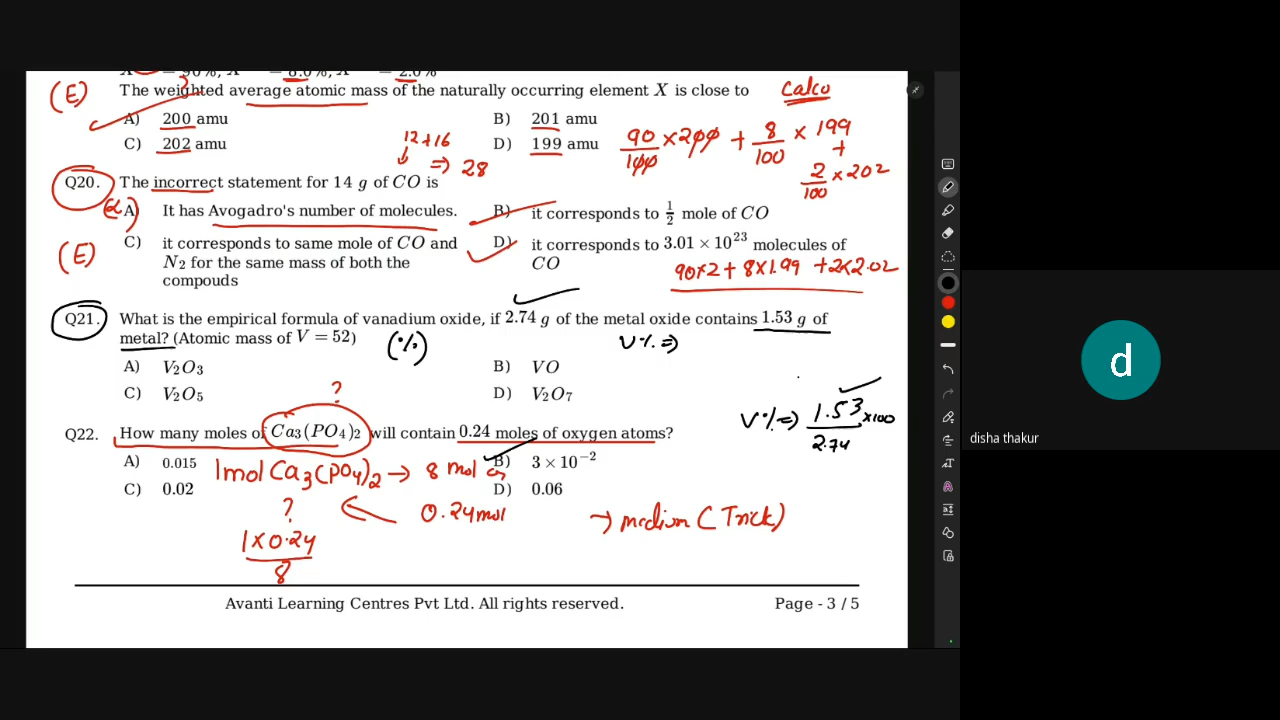 = 90%, X = 8.0%, X = 2.0%
(E) The weighted average atomic mass of the naturally occurring element X is close to Calcu
A) 200 amu B) 201 amu
C) 202 amu D) 199 amu
90/100 × 200 + 8/100 × 199 + 2/100 × 202
12 + 16 ⇒ 28
Q20. The incorrect statement for 14 g of CO is
A) It has Avogadro's number of molecules. B) it corresponds to 1/2 mole of CO
(E) C) it corresponds to same mole of CO and N₂ for the same mass of both the compouds
D) it corresponds to 3.01 × 10²³ molecules of CO
90×2 + 8×1.99 + 2×2.02
Q21. What is the empirical formula of vanadium oxide, if 2.74 g of the metal oxide contains 1.53 g of
metal? (Atomic mass of V = 52) (%) V% ⇒
A) V₂O₃ B) VO
C) V₂O₅ D) V₂O₇
V% ⇒ 1.53/2.74 ×100
?
Q22. How many moles of Ca₃(PO₄)₂ will contain 0.24 moles of oxygen atoms?
A) 0.015 B) 3 × 10⁻²
C) 0.02 D) 0.06
1mol Ca₃(PO₄)₂ → 8 mol
? ← 0.24mol
1×0.24/8
→ medium (Trick)
Avanti Learning Centres Pvt Ltd. All rights reserved. Page - 3 / 5
d
disha thakur